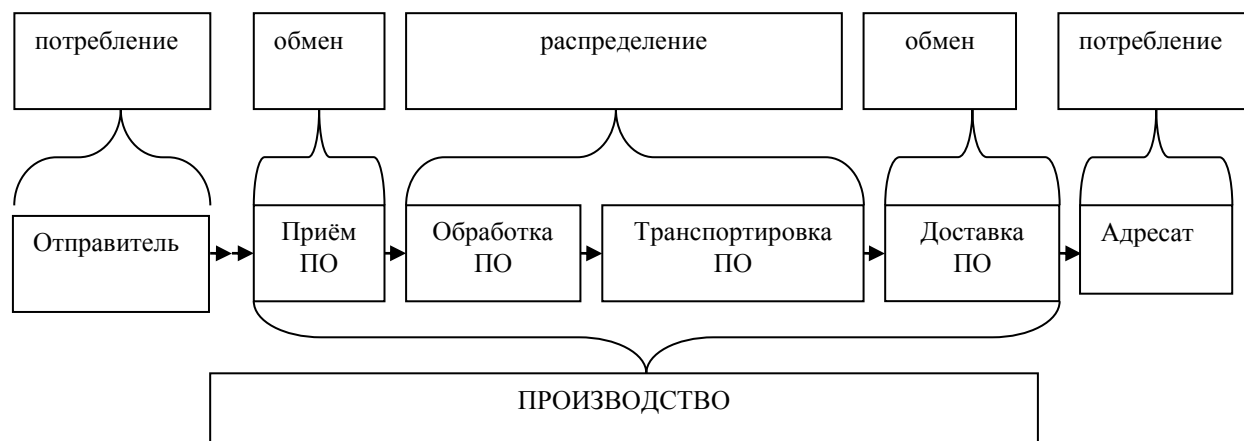 потребление
обмен
распределение
обмен
потребление
Отправитель
Приём
ПО
Обработка
ПО
Транспортировка
ПО
Доставка
ПО
Адресат
ПРОИЗВОДСТВО